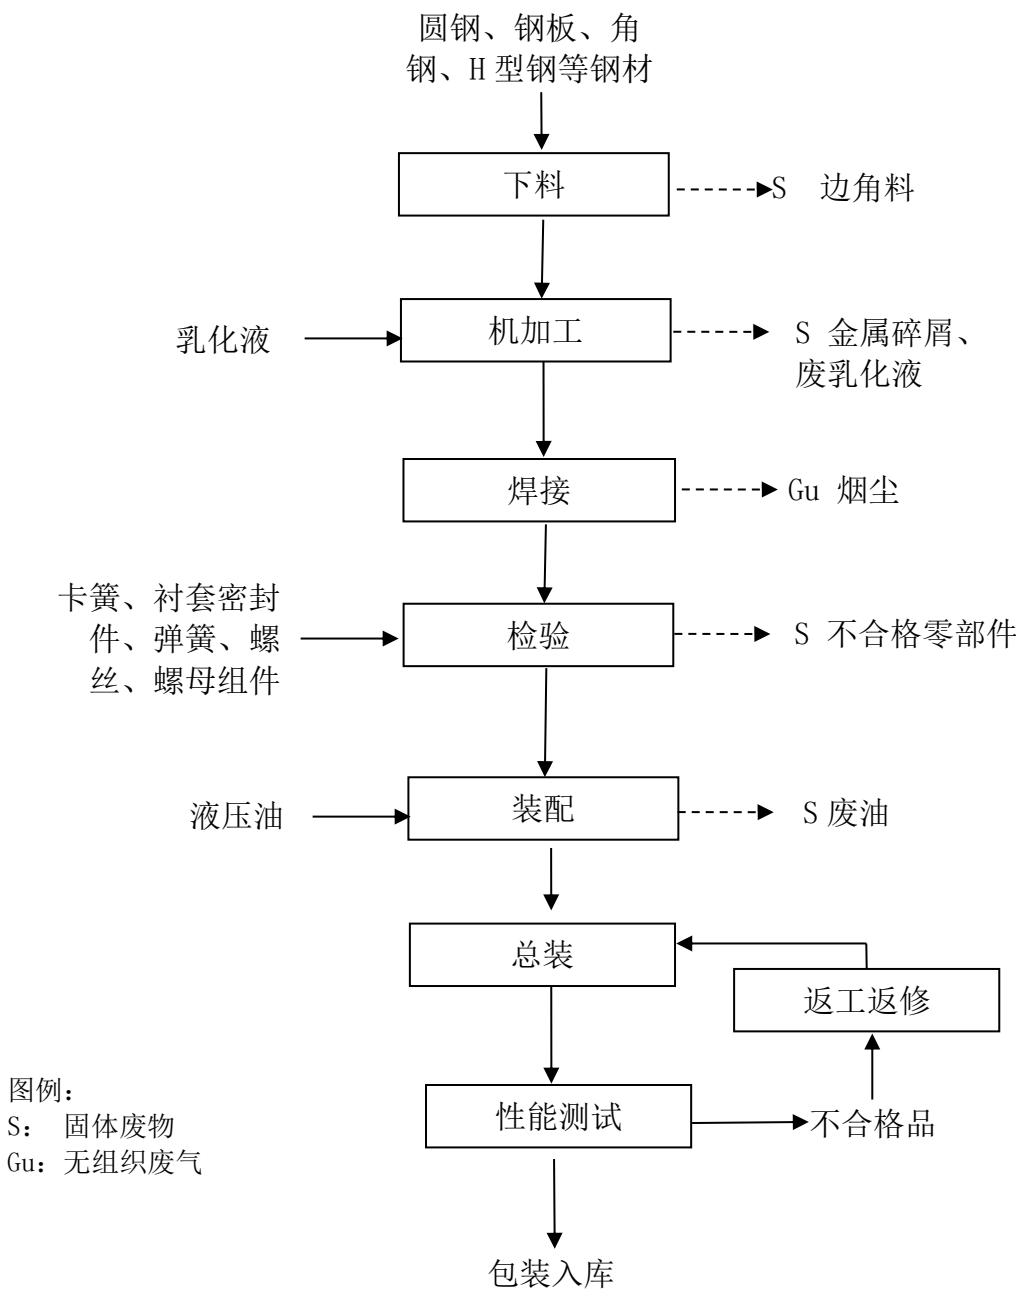 圆钢、钢板、角
钢、H 型钢等钢材
下料
S 边角料
乳化液
机加工
S 金属碎屑、
废乳化液
焊接
Gu 烟尘
卡簧、衬套密封
件、弹簧、螺
丝、螺母组件
检验
S 不合格零部件
液压油
装配
S 废油
总装
返工返修
性能测试
不合格品
图例：
S： 固体废物
Gu：无组织废气
包装入库